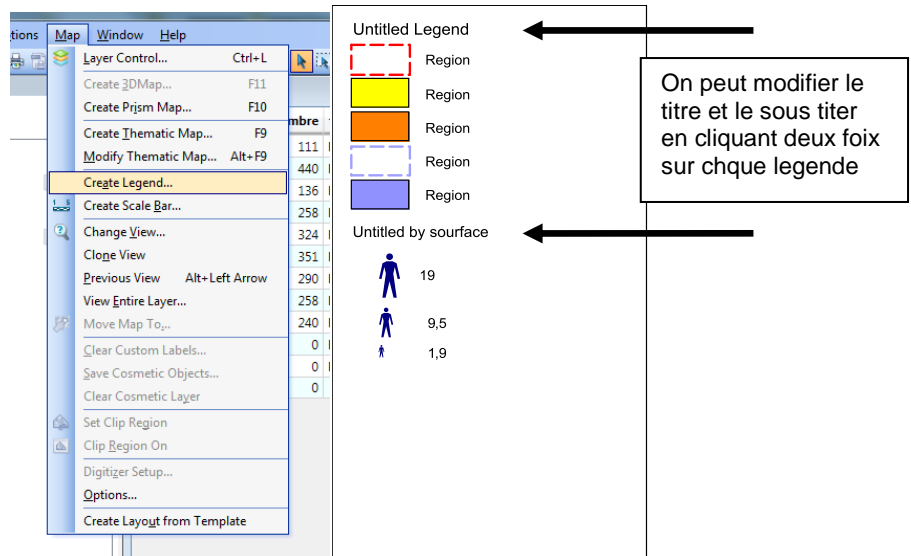 tions Map Window Help
Layer Control... Ctrl+L
Create 3DMap... F11
Create Prism Map... F10
Create Thematic Map... F9
Modify Thematic Map... Alt+F9
Create Legend...
Create Scale Bar...
Change View...
Clone View
Previous View Alt+Left Arrow
View Entire Layer...
Move Map To...
Clear Custom Labels...
Save Cosmetic Objects...
Clear Cosmetic Layer
Set Clip Region
Clip Region On
Digitizer Setup...
Options...
Create Layout from Template
mbre
111
440
136
258
324
351
290
258
240
0
0
0
Untitled Legend
Region
Region
Region
Region
Region
Untitled by sourface
19
9,5
1,9
On peut modifier le
titre et le sous titer
en cliquant deux foix
sur chque legende